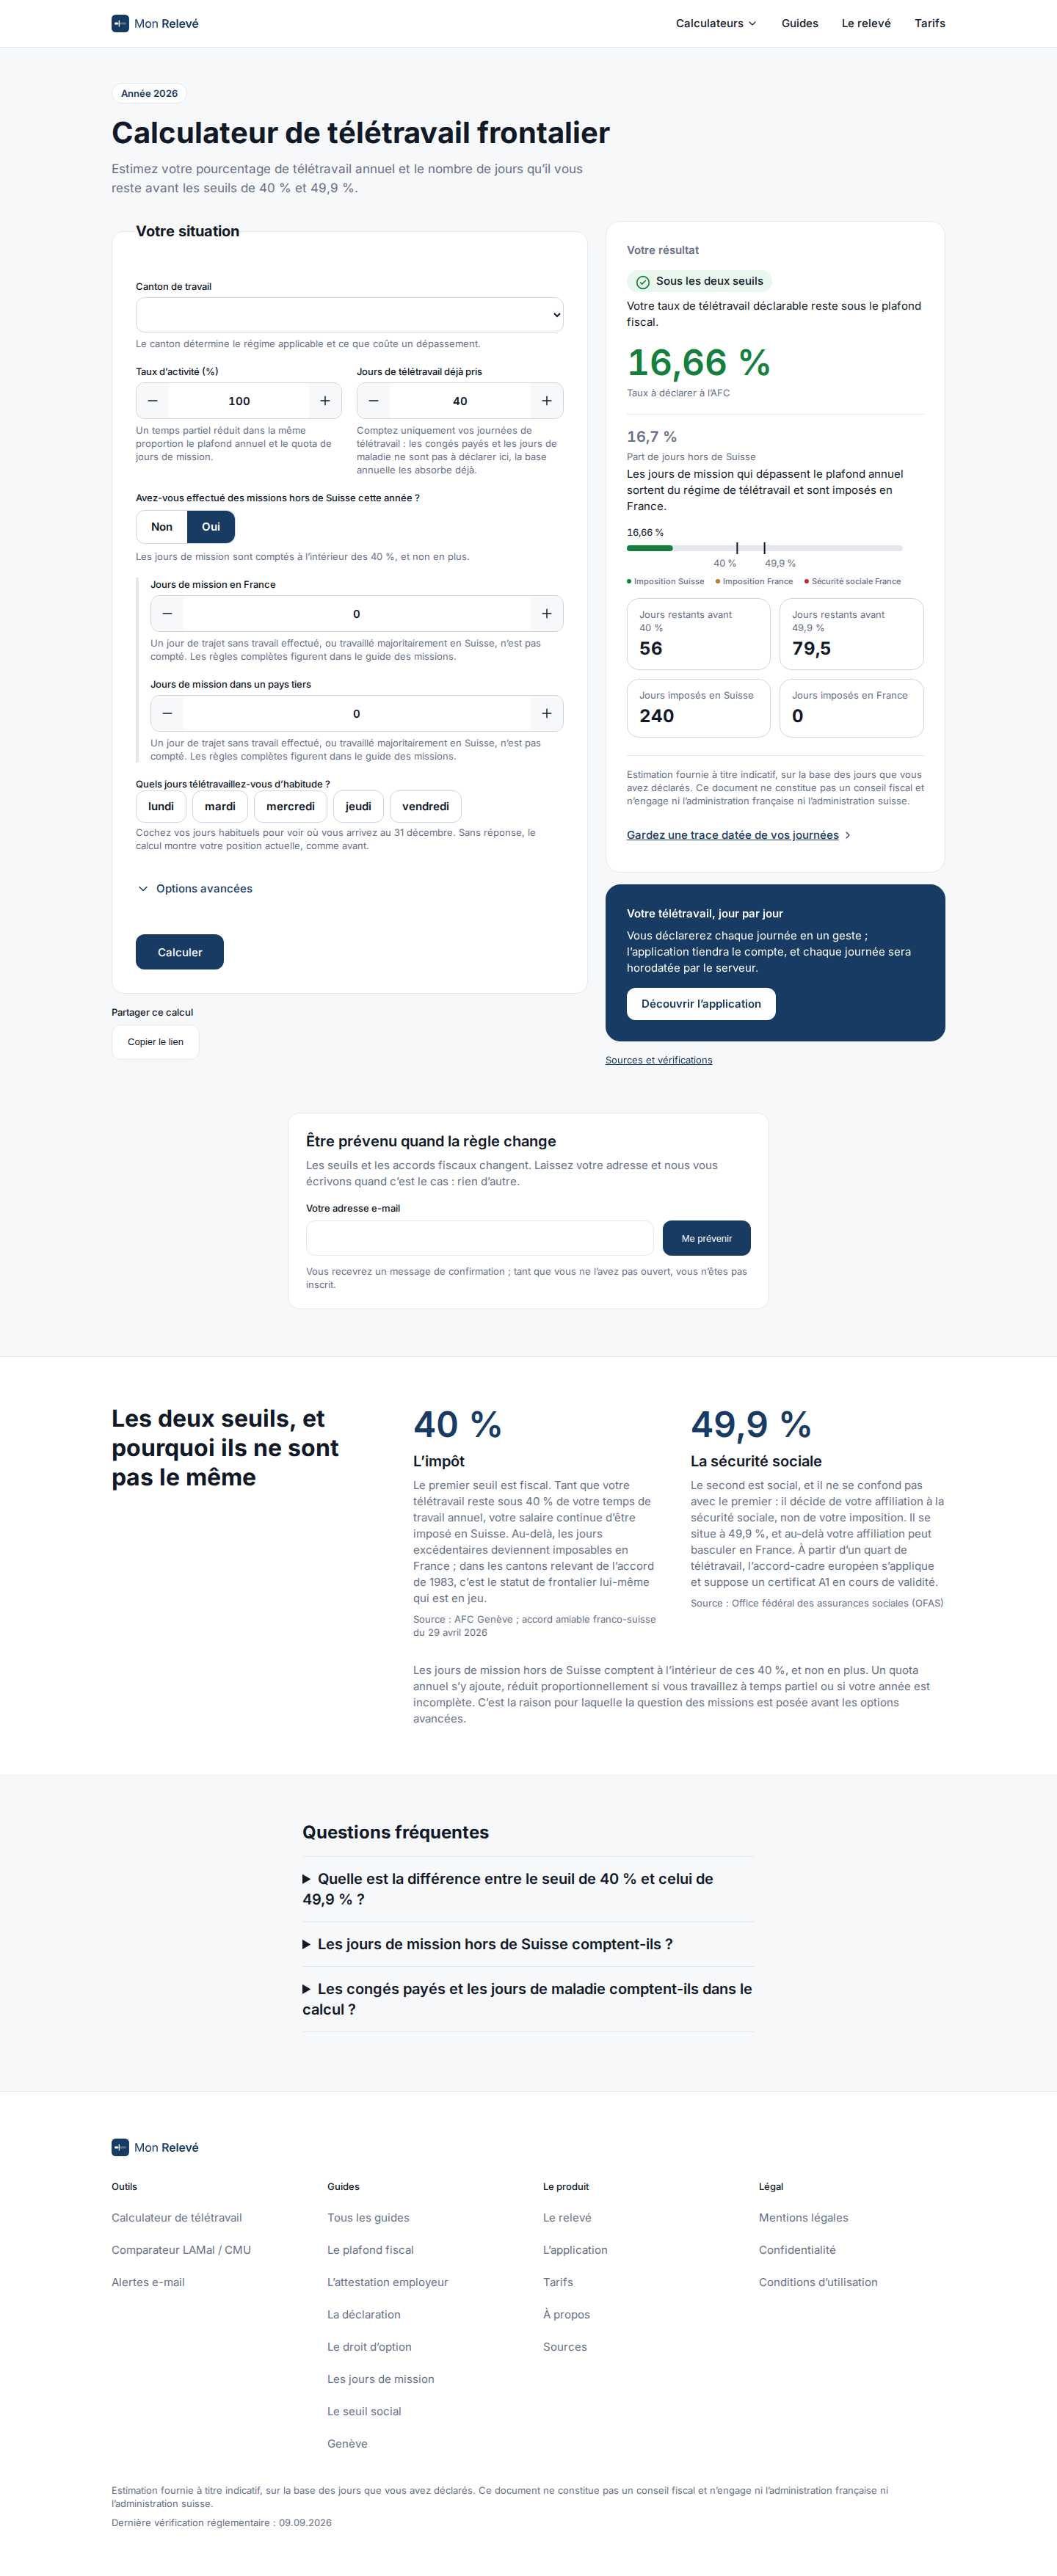 Mon Relevé
Calculateurs
Guides
Le relevé
Tarifs
Année 2026
Calculateur de télétravail frontalier
Estimez votre pourcentage de télétravail annuel et le nombre de jours qu’il vous
reste avant les seuils de 40 % et 49,9 %.
Votre situation
Canton de travail
Le canton détermine le régime applicable et ce que coûte un dépassement.
Taux d’activité (%)
100
Un temps partiel réduit dans la même
proportion le plafond annuel et le quota de
jours de mission.
Jours de télétravail déjà pris
40
Comptez uniquement vos journées de
télétravail : les congés payés et les jours de
maladie ne sont pas à déclarer ici, la base
annuelle les absorbe déjà.
Avez-vous effectué des missions hors de Suisse cette année ?
Non
Oui
Les jours de mission sont comptés à l’intérieur des 40 %, et non en plus.
Jours de mission en France
0
Un jour de trajet sans travail effectué, ou travaillé majoritairement en Suisse, n’est pas
compté. Les règles complètes figurent dans le guide des missions.
Jours de mission dans un pays tiers
0
Un jour de trajet sans travail effectué, ou travaillé majoritairement en Suisse, n’est pas
compté. Les règles complètes figurent dans le guide des missions.
Quels jours télétravaillez-vous d’habitude ?
lundi
mardi
mercredi
jeudi
vendredi
Cochez vos jours habituels pour voir où vous arrivez au 31 décembre. Sans réponse, le
calcul montre votre position actuelle, comme avant.
Options avancées
Calculer
Partager ce calcul
Copier le lien
Votre résultat
Sous les deux seuils
Votre taux de télétravail déclarable reste sous le plafond
fiscal.
16,66 %
Taux à déclarer à l’AFC
16,7 %
Part de jours hors de Suisse
Les jours de mission qui dépassent le plafond annuel
sortent du régime de télétravail et sont imposés en
France.
16,66 %
40 %
49,9 %
Imposition Suisse
Imposition France
Sécurité sociale France
Jours restants avant
40 %
56
Jours restants avant
49,9 %
79,5
Jours imposés en Suisse
240
Jours imposés en France
0
Estimation fournie à titre indicatif, sur la base des jours que vous
avez déclarés. Ce document ne constitue pas un conseil fiscal et
n’engage ni l’administration française ni l’administration suisse.
Gardez une trace datée de vos journées
Votre télétravail, jour par jour
Vous déclarerez chaque journée en un geste ;
l’application tiendra le compte, et chaque journée sera
horodatée par le serveur.
Découvrir l’application
Sources et vérifications
Être prévenu quand la règle change
Les seuils et les accords fiscaux changent. Laissez votre adresse et nous vous
écrivons quand c’est le cas : rien d’autre.
Votre adresse e-mail
Me prévenir
Vous recevrez un message de confirmation ; tant que vous ne l’avez pas ouvert, vous n’êtes pas
inscrit.
Les deux seuils, et
pourquoi ils ne sont
pas le même
40 %
L’impôt
Le premier seuil est fiscal. Tant que votre
télétravail reste sous 40 % de votre temps de
travail annuel, votre salaire continue d’être
imposé en Suisse. Au-delà, les jours
excédentaires deviennent imposables en
France ; dans les cantons relevant de l’accord
de 1983, c’est le statut de frontalier lui-même
qui est en jeu.
Source : AFC Genève ; accord amiable franco-suisse
du 29 avril 2026
49,9 %
La sécurité sociale
Le second est social, et il ne se confond pas
avec le premier : il décide de votre affiliation à la
sécurité sociale, non de votre imposition. Il se
situe à 49,9 %, et au-delà votre affiliation peut
basculer en France. À partir d’un quart de
télétravail, l’accord-cadre européen s’applique
et suppose un certificat A1 en cours de validité.
Source : Office fédéral des assurances sociales (OFAS)
Les jours de mission hors de Suisse comptent à l’intérieur de ces 40 %, et non en plus. Un quota
annuel s’y ajoute, réduit proportionnellement si vous travaillez à temps partiel ou si votre année est
incomplète. C’est la raison pour laquelle la question des missions est posée avant les options
avancées.
Questions fréquentes
Quelle est la différence entre le seuil de 40 % et celui de
49,9 % ?
Les jours de mission hors de Suisse comptent-ils ?
Les congés payés et les jours de maladie comptent-ils dans le
calcul ?
Mon Relevé
Outils
Calculateur de télétravail
Comparateur LAMal / CMU
Alertes e-mail
Guides
Tous les guides
Le plafond fiscal
L’attestation employeur
La déclaration
Le droit d’option
Les jours de mission
Le seuil social
Genève
Le produit
Le relevé
L’application
Tarifs
À propos
Sources
Légal
Mentions légales
Confidentialité
Conditions d’utilisation
Estimation fournie à titre indicatif, sur la base des jours que vous avez déclarés. Ce document ne constitue pas un conseil fiscal et n’engage ni l’administration française ni
l’administration suisse.
Dernière vérification réglementaire : 09.09.2026